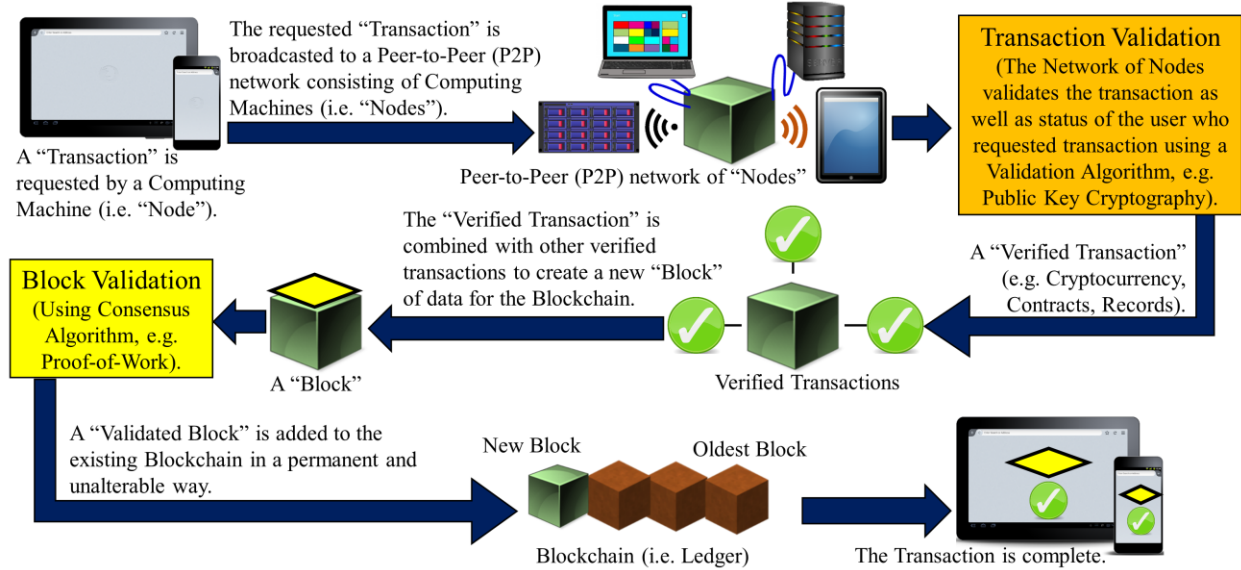 The requested “Transaction” is
broadcasted to a Peer-to-Peer (P2P)
network consisting of Computing
Machines (i.e. “Nodes”).
A “Transaction” is
requested by a Computing
Machine (i.e. “Node”).
Peer-to-Peer (P2P) network of “Nodes”
Transaction Validation
(The Network of Nodes
validates the transaction as
well as status of the user who
requested transaction using a
Validation Algorithm, e.g.
Public Key Cryptography).
A “Verified Transaction”
(e.g. Cryptocurrency,
Contracts, Records).
Verified Transactions
The “Verified Transaction” is
combined with other verified
transactions to create a new “Block”
of data for the Blockchain.
A “Block”
Block Validation
(Using Consensus
Algorithm, e.g.
Proof-of-Work).
A “Validated Block” is added to the
existing Blockchain in a permanent and
unalterable way.
New Block
Oldest Block
Blockchain (i.e. Ledger)
The Transaction is complete.